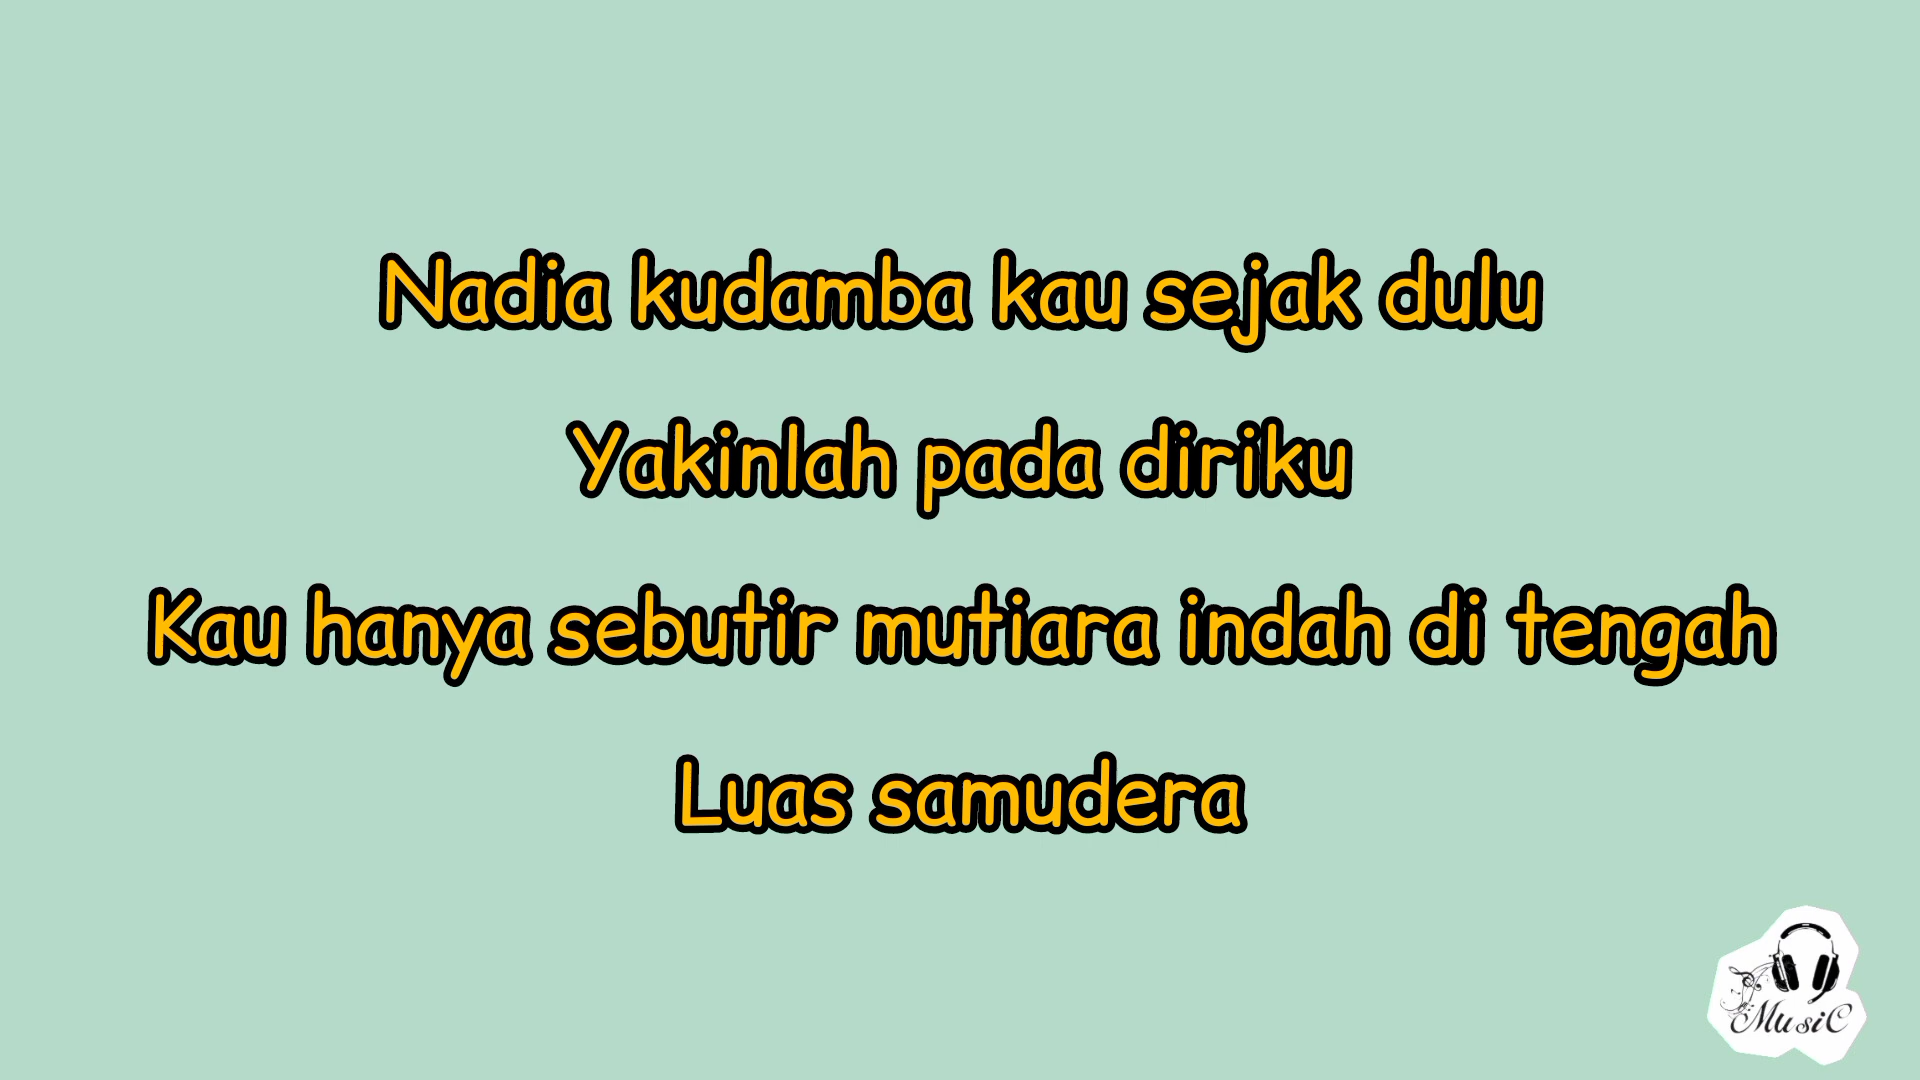 Nadia kudamba kau sejak dulu
Yakinlah pada diriku
Kau hanya sebutir mutiara indah di tengah
Luas samudera
MusiC